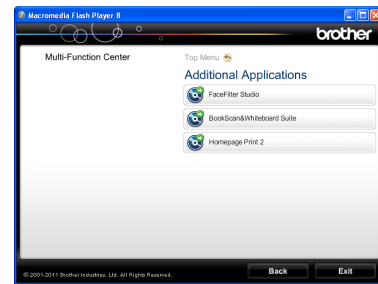 Macromedia Flash Player 8
brother
Multi-Function Center
Top Menu
Additional Applications
FaceFilter Studio
BookScan&Whiteboard Suite
Homepage Print 2
© 2001-2011 Brother Industries, Ltd. All Rights Reserved.
Back
Exit